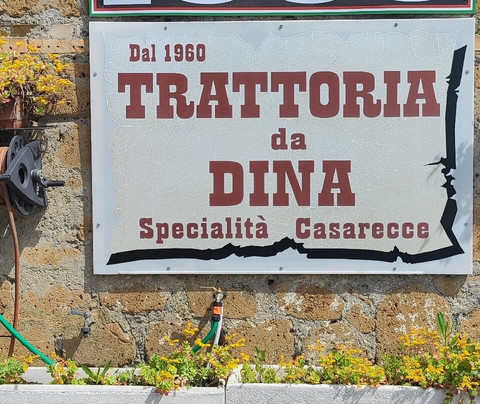 Dal 1960
TRATTORIA
da
DINA
Specialità Casarecce